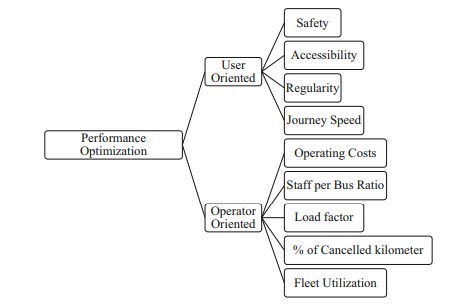 Safety
Accessibility
User
Oriented
Regularity
Journey Speed
Performance
Optimization
Operating Costs
Staff per Bus Ratio
Operator
Oriented
Load factor
% of Cancelled kilometer
Fleet Utilization